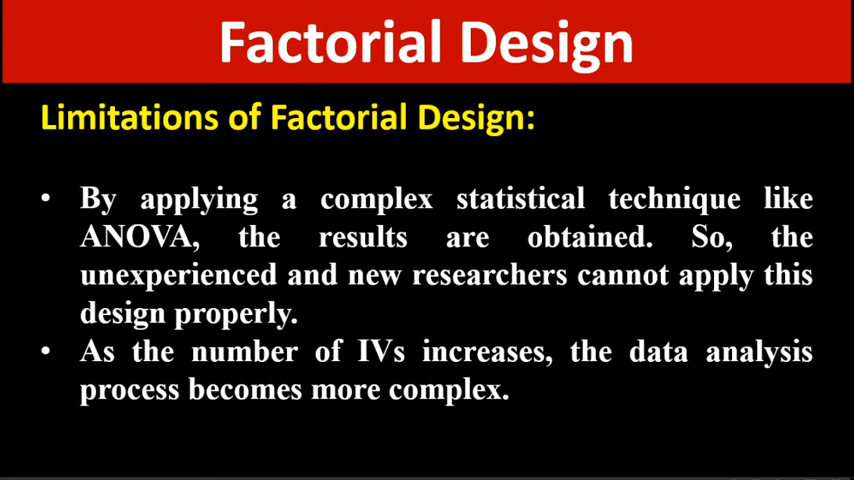 Factorial Design
Limitations of Factorial Design:
• By applying a complex statistical technique like
ANOVA, the results are obtained. So, the
unexperienced and new researchers cannot apply this
design properly.
• As the number of IVs increases, the data analysis
process becomes more complex.